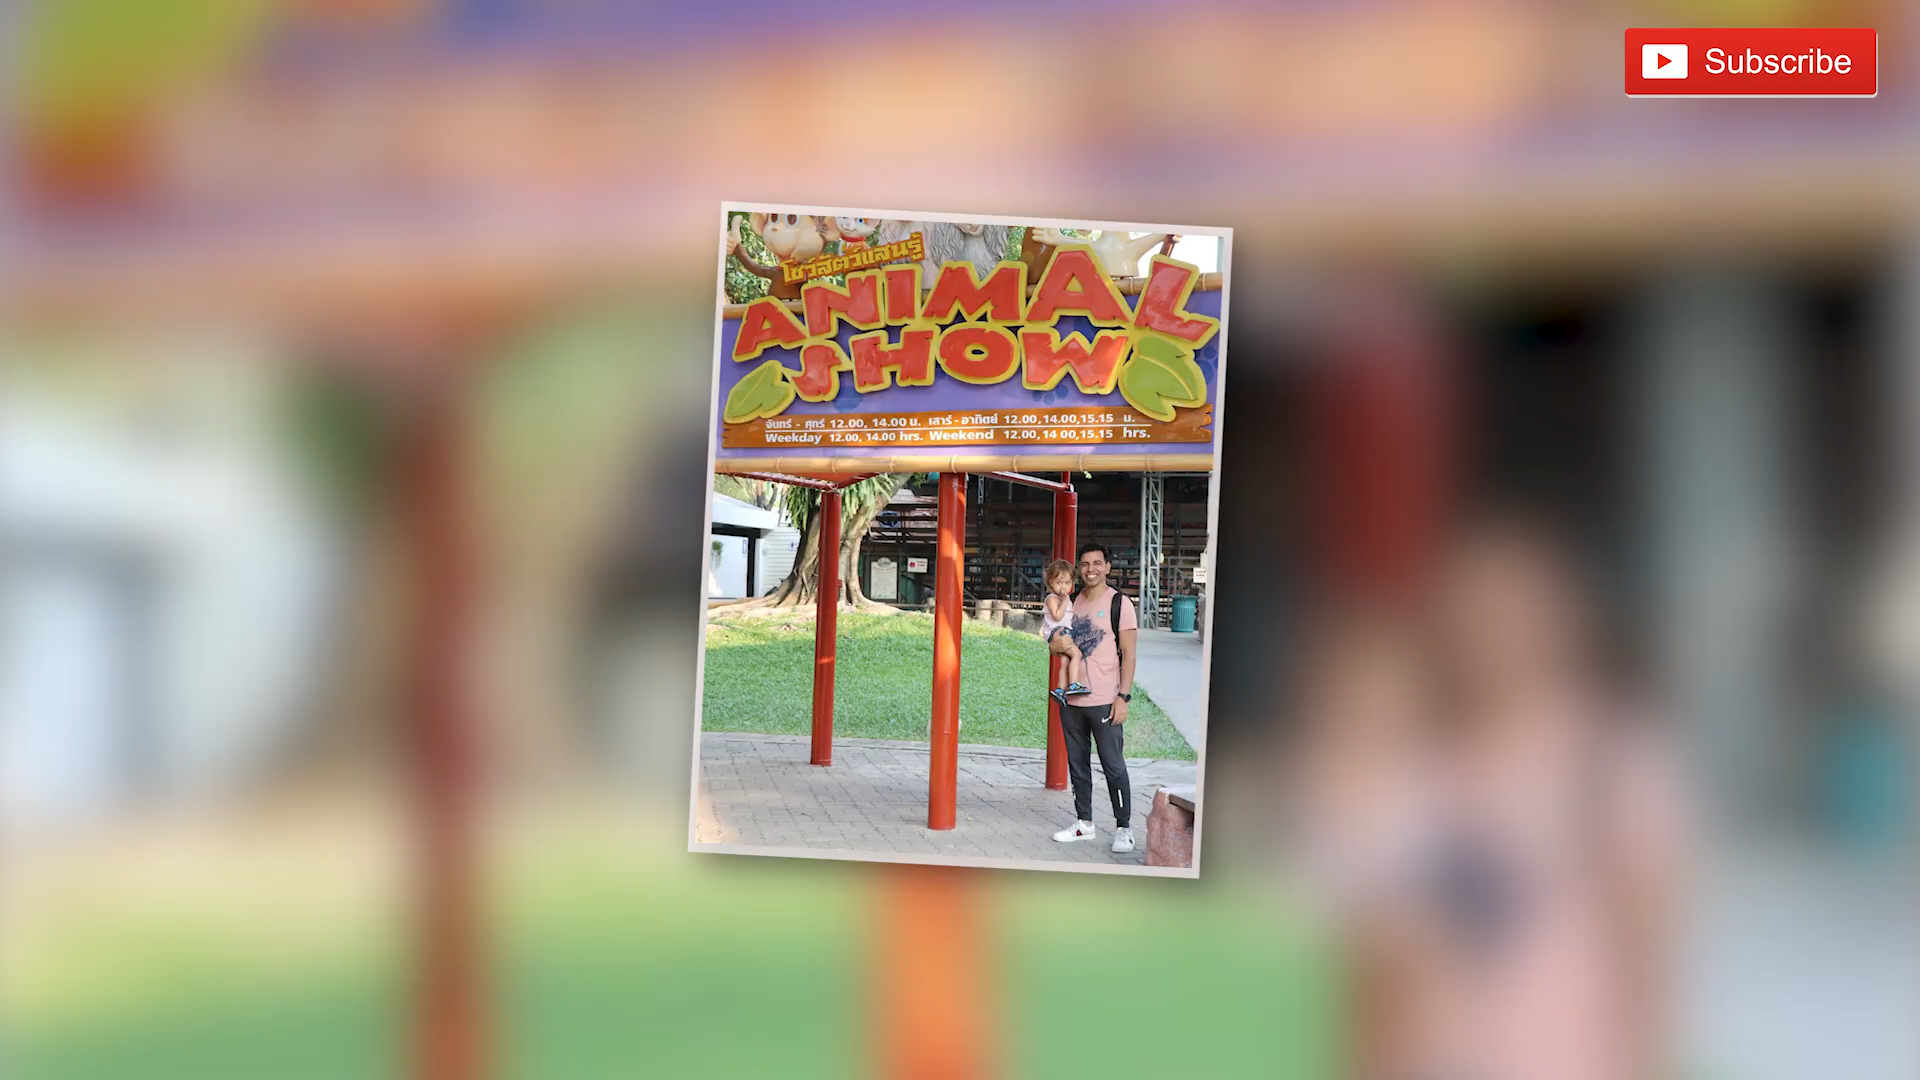 Subscribe
โชว์สัตว์แสนรู้
ANIMAL
SHOW
จันทร์ - ศุกร์ 12.00, 14.00 น. เสาร์ - อาทิตย์ 12.00,14.00,15.15 น.
Weekday 12.00, 14.00 hrs. Weekend 12.00,14 00,15.15 hrs.